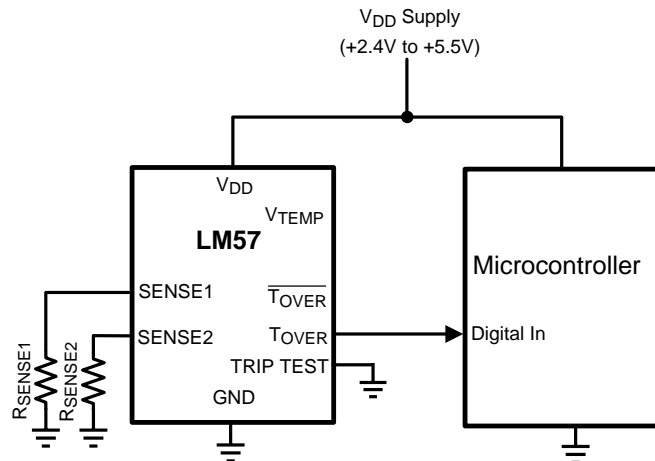 VDD Supply
(+2.4V to +5.5V)
VDD
VTEMP
LM57
Microcontroller
SENSE1
TOVER
SENSE2
TOVER
Digital In
TRIP TEST
GND
RSENSE1
RSENSE2